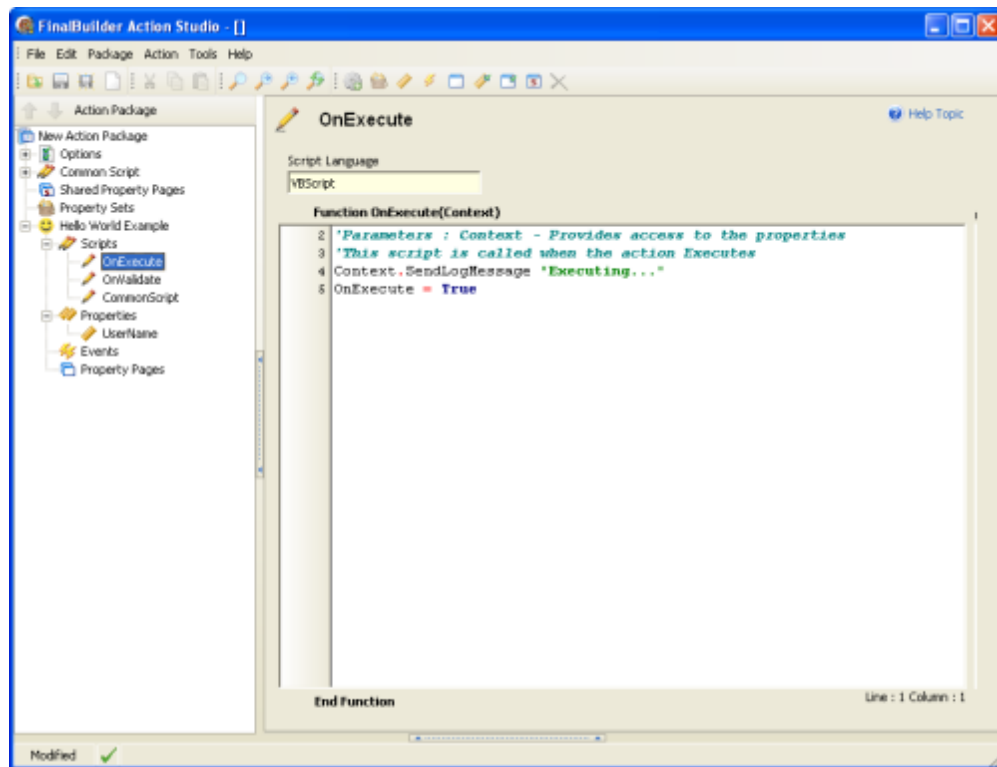 FinalBuilder Action Studio - []
File Edit Package Action Tools Help
Action Package
New Action Package
Options
Common Script
Shared Property Pages
Property Sets
Hello World Example
Scripts
OnExecute
OnValidate
CommonScript
Properties
UserName
Events
Property Pages
OnExecute
Help Topic
Script Language
VBScript
Function OnExecute(Context)
2 'Parameters : Context - Provides access to the properties
3 'This script is called when the action Executes
4 Context.SendLogMessage "Executing..."
5 OnExecute = True
End Function
Line : 1 Column : 1
Modified